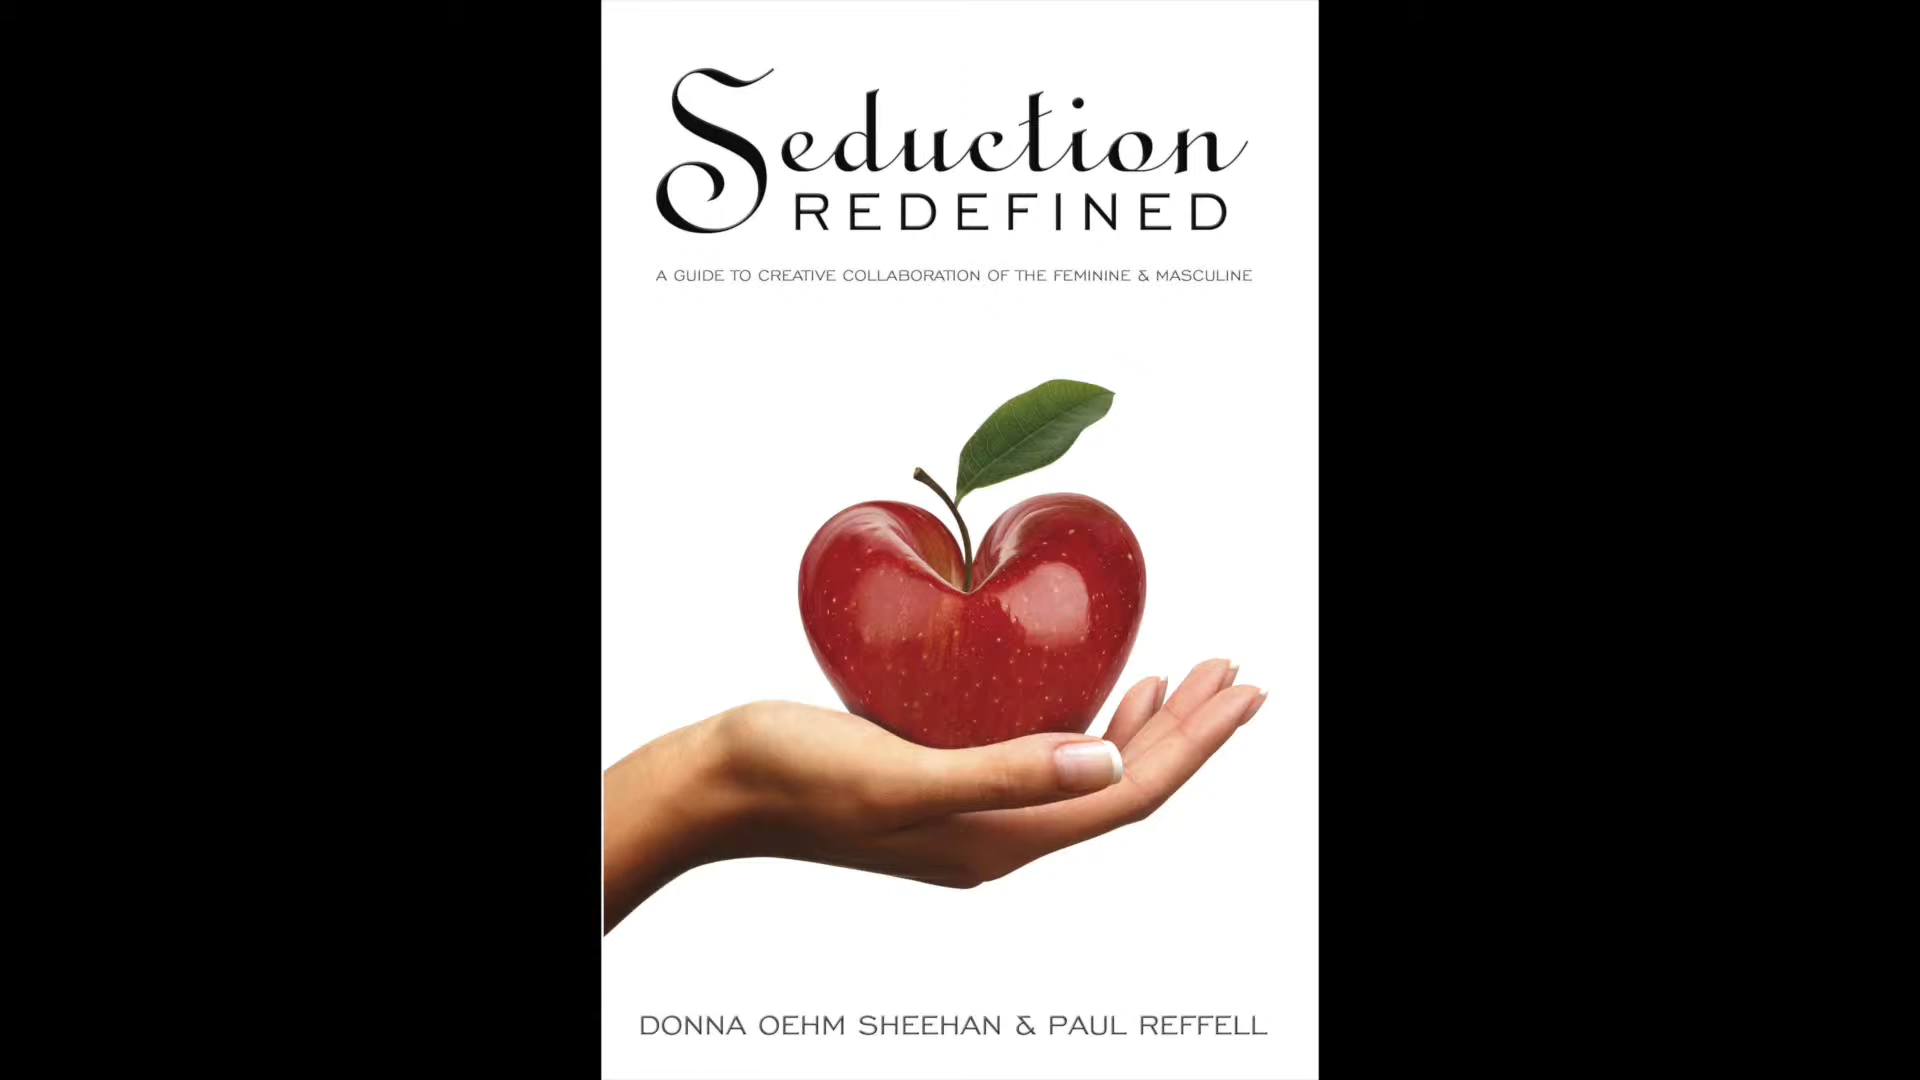 Seduction
REDEFINED
A GUIDE TO CREATIVE COLLABORATION OF THE FEMININE & MASCULINE
DONNA OEHM SHEEHAN & PAUL REFFELL